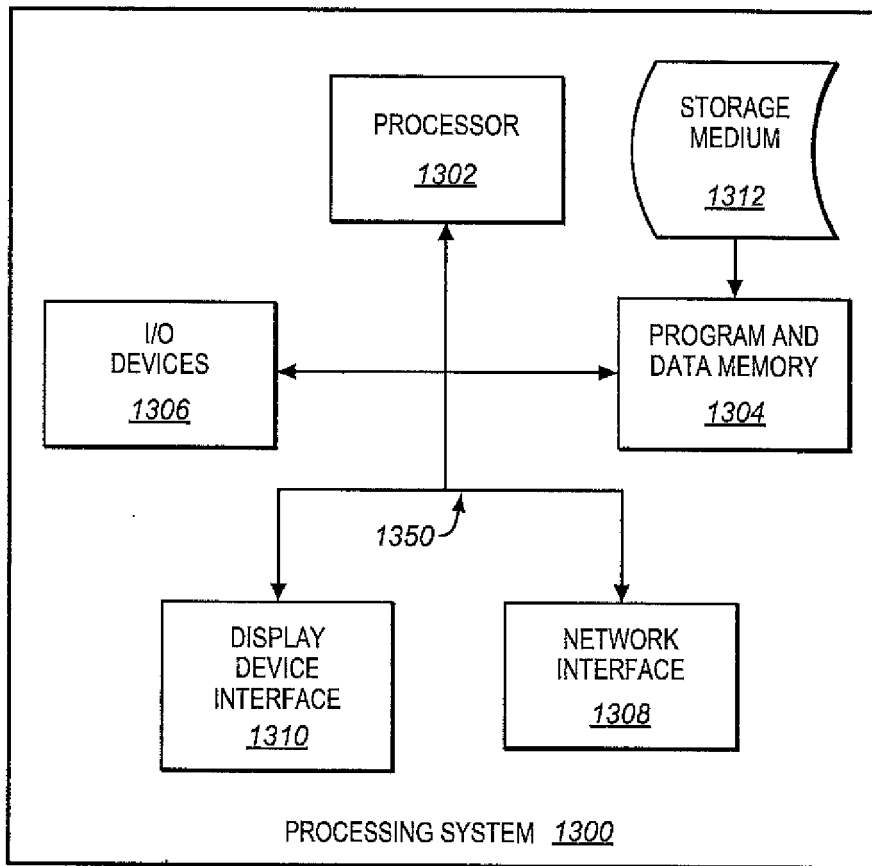 PROCESSOR
1302
STORAGE
MEDIUM
1312
I/O
DEVICES
1306
PROGRAM AND
DATA MEMORY
1304
1350
DISPLAY
DEVICE
INTERFACE
1310
NETWORK
INTERFACE
1308
PROCESSING SYSTEM 1300